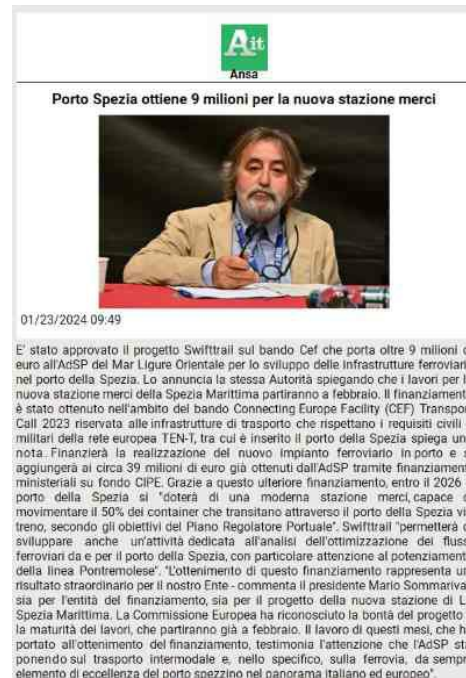 Ait
Ansa
Porto Spezia ottiene 9 milioni per la nuova stazione merci
01/23/2024 09:49
E' stato approvato il progetto Swifttrail sul bando Cef che porta oltre 9 milioni
euro all'AdSP del Mar Ligure Orientale per lo sviluppo delle infrastrutture ferroviari
nel porto della Spezia. Lo annuncia la stessa Autorità spiegando che i lavori per
nuova stazione merci della Spezia Marittima partiranno a febbraio. Il finanziament
è stato ottenuto nell'ambito del bando Connecting Europe Facility (CEF) Transpo
Call 2023 riservata alle infrastrutture di trasporto che rispettano i requisiti civili
militari della rete europea TEN-T, tra cui è inserito il porto della Spezia spiega un
nota. Finanzierà la realizzazione del nuovo impianto ferroviario in porto e s
aggiungerà ai circa 39 milioni di euro già ottenuti dall'AdSP tramite finanziament
ministeriali su fondo CIPE. Grazie a questo ulteriore finanziamento, entro il 2026
porto della Spezia si "doterà di una moderna stazione merci, capace d
movimentare il 50% dei container che transitano attraverso il porto della Spezia vi
treno, secondo gli obiettivi del Piano Regolatore Portuale". Swifttrail "permetterà d
sviluppare anche un'attività dedicata all'analisi dell'ottimizzazione dei fluss
ferroviari da e per il porto della Spezia, con particolare attenzione al potenziament
della linea Pontremolese". "L'ottenimento di questo finanziamento rappresenta un
risultato straordinario per il nostro Ente - commenta il presidente Mario Sommariva
sia per l'entità del finanziamento, sia per il progetto della nuova stazione di L
Spezia Marittima. La Commissione Europea ha riconosciuto la bontà del progetto
la maturità dei lavori, che partiranno già a febbraio. Il lavoro di questi mesi, che h
portato all'ottenimento del finanziamento, testimonia l'attenzione che l'AdSP sta
ponendo sul trasporto intermodale e, nello specifico, sulla ferrovia, da sempr
elemento di eccellenza del porto spezzino nel panorama italiano ed europeo".